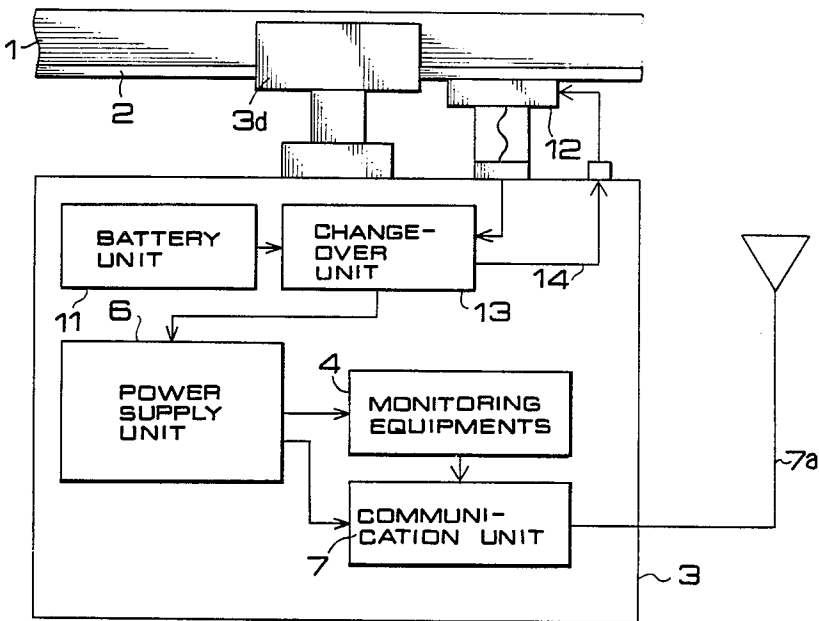 1
2
3d
12
BATTERY
UNIT
11
CHANGE-
OVER
UNIT
13
14
6
POWER
SUPPLY
UNIT
4
MONITORING
EQUIPMENTS
COMMUNI-
CATION UNIT
7
7a
3